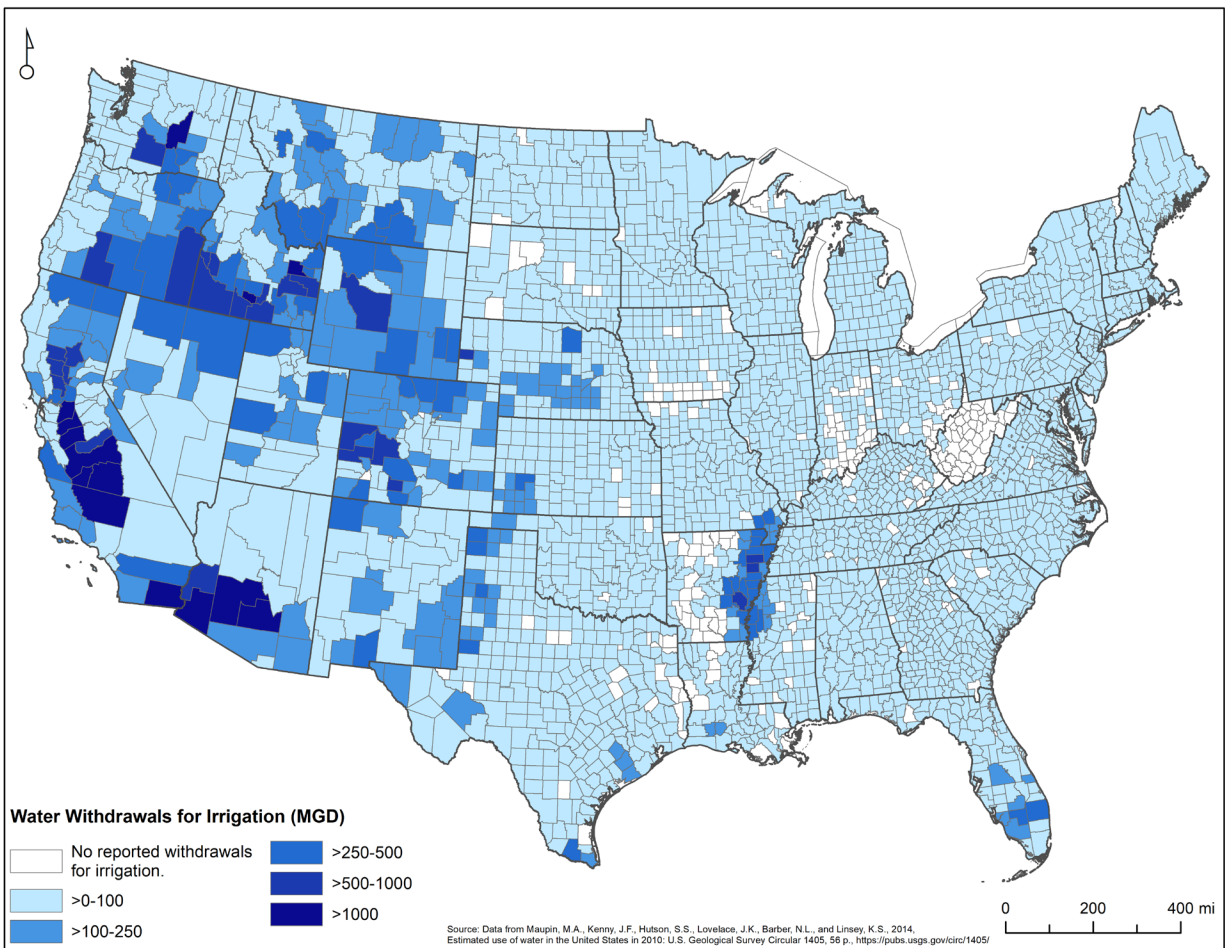 Water Withdrawals for Irrigation (MGD)
No reported withdrawals
for irrigation.
>0-100
>100-250
>250-500
>500-1000
>1000
Source: Data from Maupin, M.A., Kenny, J.F., Hutson, S.S., Lovelace, J.K., Barber, N.L., and Linsey, K.S., 2014,
Estimated use of water in the United States in 2010: U.S. Geological Survey Circular 1405, 56 p., https://pubs.usgs.gov/circ/1405/
0 200 400 mi